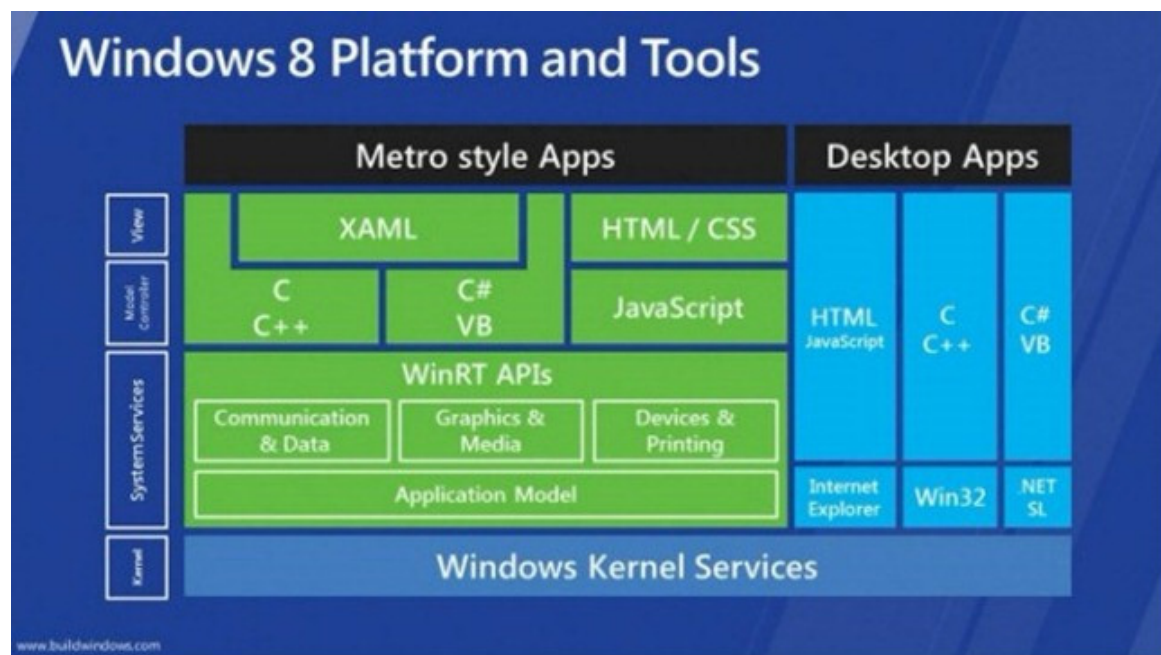 Windows 8 Platform and Tools
Metro style Apps
Desktop Apps
View
XAML
HTML / CSS
Model
Controller
C
C++
C#
VB
JavaScript
HTML
JavaScript
C
C++
C#
VB
System Services
WinRT APIs
Communication
& Data
Graphics &
Media
Devices &
Printing
Application Model
Internet
Explorer
Win32
.NET
SL
Kernel
Windows Kernel Services
www.buildwindows.com